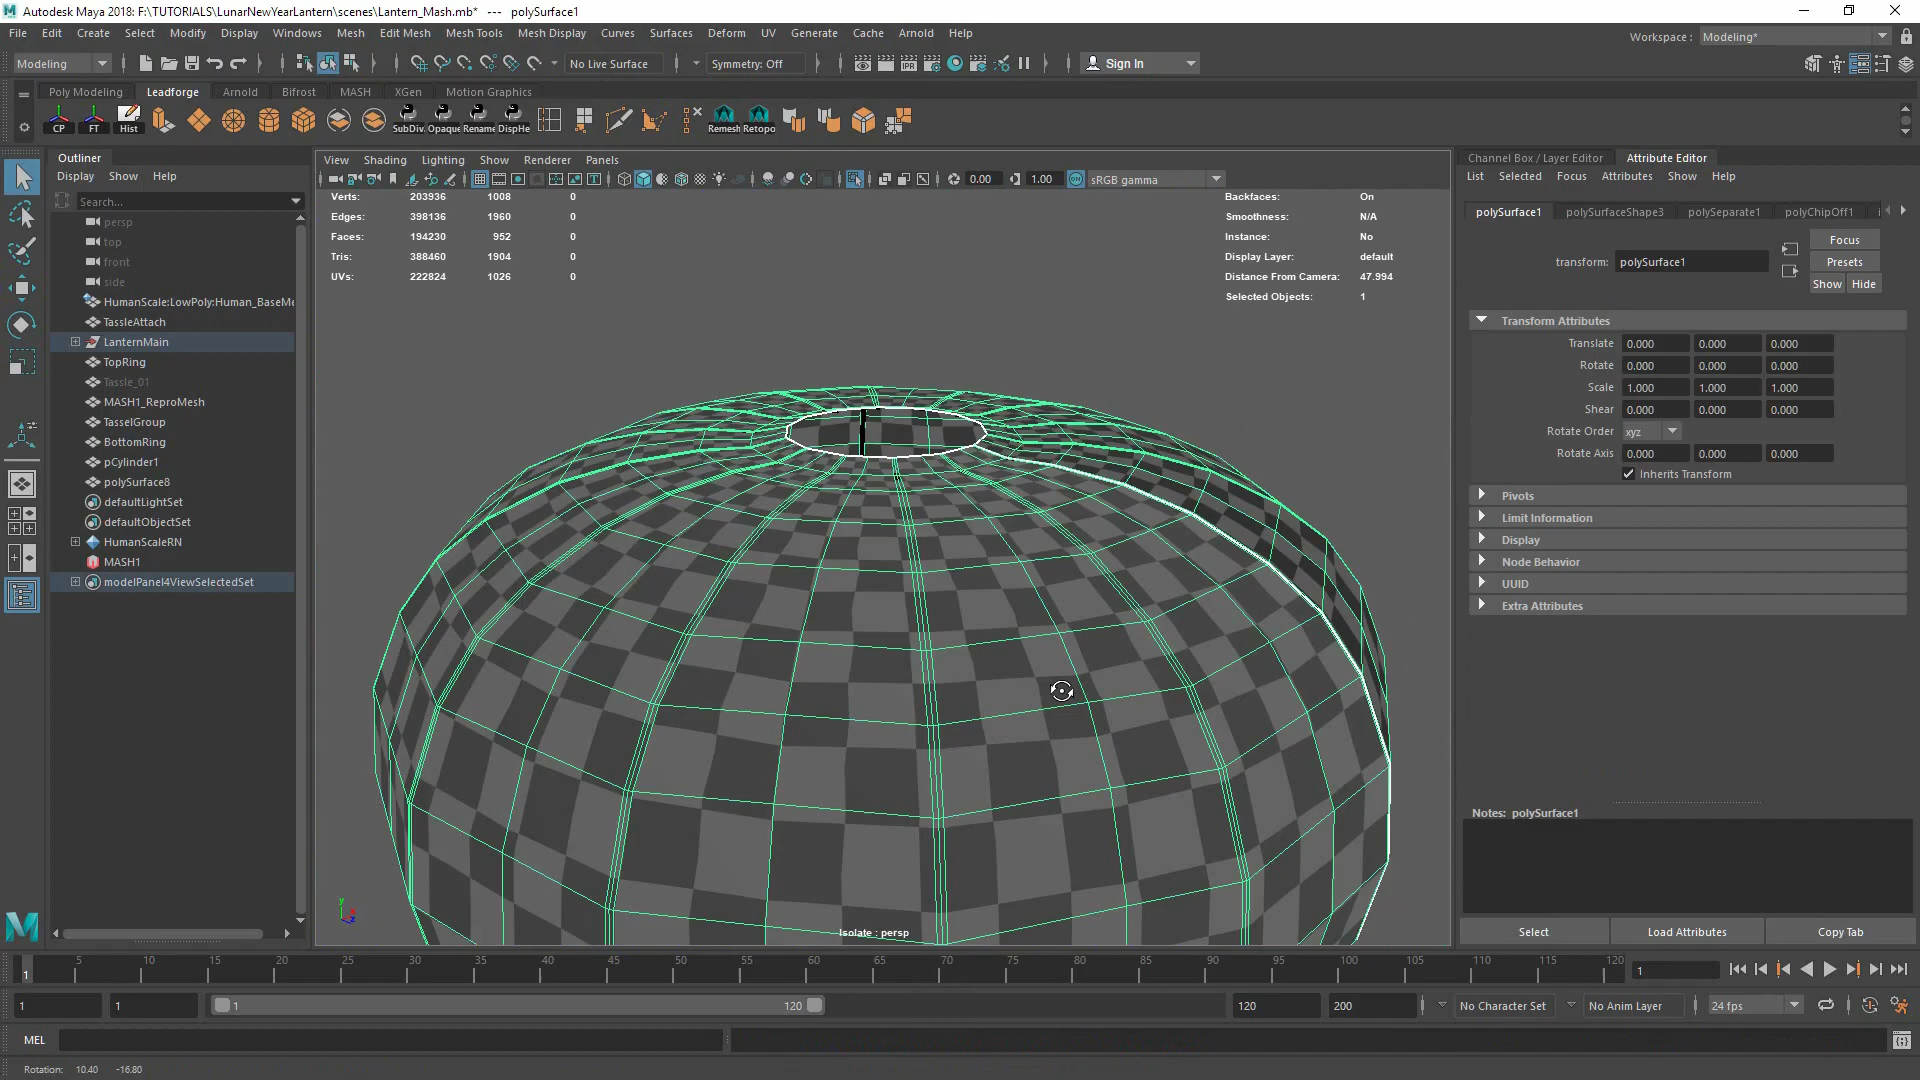 Autodesk Maya 2018: F:\TUTORIALS\LunarNewYearLantern\scenes\Lantern_Mash.mb* --- polySurface1
File Edit Create Select Modify Display Windows Mesh Edit Mesh Mesh Tools Mesh Display Curves Surfaces Deform UV Generate Cache Arnold Help
Workspace : Modeling*
Modeling No Live Surface Symmetry: Off Sign In
Poly Modeling Leadforge Arnold Bifrost MASH XGen Motion Graphics
CP FT Hist SubDiv Opaque Rename DispHe Remesh Retopo
Outliner
Display Show Help
Search...
persp
top
front
side
HumanScale:LowPoly:Human_BaseMe
TassleAttach
LanternMain
TopRing
Tassle_01
MASH1_ReproMesh
TasselGroup
BottomRing
pCylinder1
polySurface8
defaultLightSet
defaultObjectSet
HumanScaleRN
MASH1
modelPanel4ViewSelectedSet
View Shading Lighting Show Renderer Panels
0.00 1.00 sRGB gamma
Verts: 203936 1008 0
Edges: 398136 1960 0
Faces: 194230 952 0
Tris: 388460 1904 0
UVs: 222824 1026 0
Backfaces: On
Smoothness: N/A
Instance: No
Display Layer: default
Distance From Camera: 47.994
Selected Objects: 1
y
z
Isolate : persp
Channel Box / Layer Editor Attribute Editor
List Selected Focus Attributes Show Help
polySurface1 polySurfaceShape3 polySeparate1 polyChipOff1
Focus
transform: polySurface1 Presets
Show Hide
Transform Attributes
Translate 0.000 0.000 0.000
Rotate 0.000 0.000 0.000
Scale 1.000 1.000 1.000
Shear 0.000 0.000 0.000
Rotate Order xyz
Rotate Axis 0.000 0.000 0.000
Inherits Transform
Pivots
Limit Information
Display
Node Behavior
UUID
Extra Attributes
Notes: polySurface1
Select Load Attributes Copy Tab
1 5 10 15 20 25 30 35 40 45 50 55 60 65 70 75 80 85 90 95 100 105 110 115 120 1
1 1 1 120 120 200 No Character Set No Anim Layer 24 fps
MEL
Rotation: 10.40 -16.80